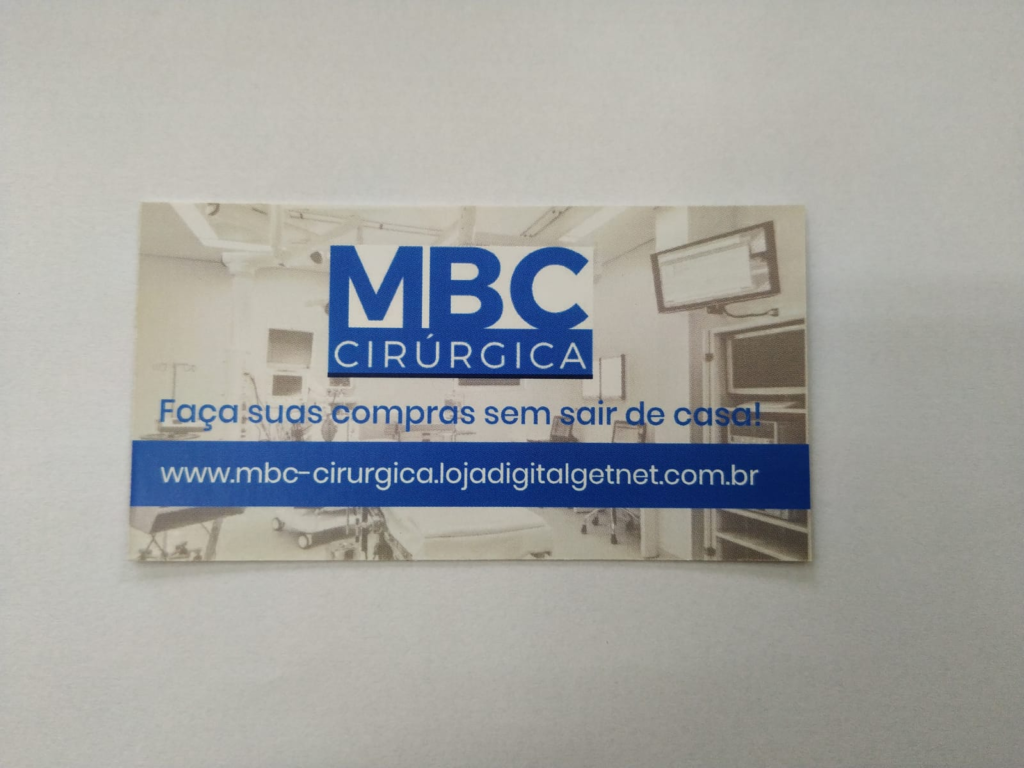 MBC
CIRÚRGICA
Faça suas compras sem sair de casa!
www.mbc-cirurgica.lojadigitalgetnet.com.br